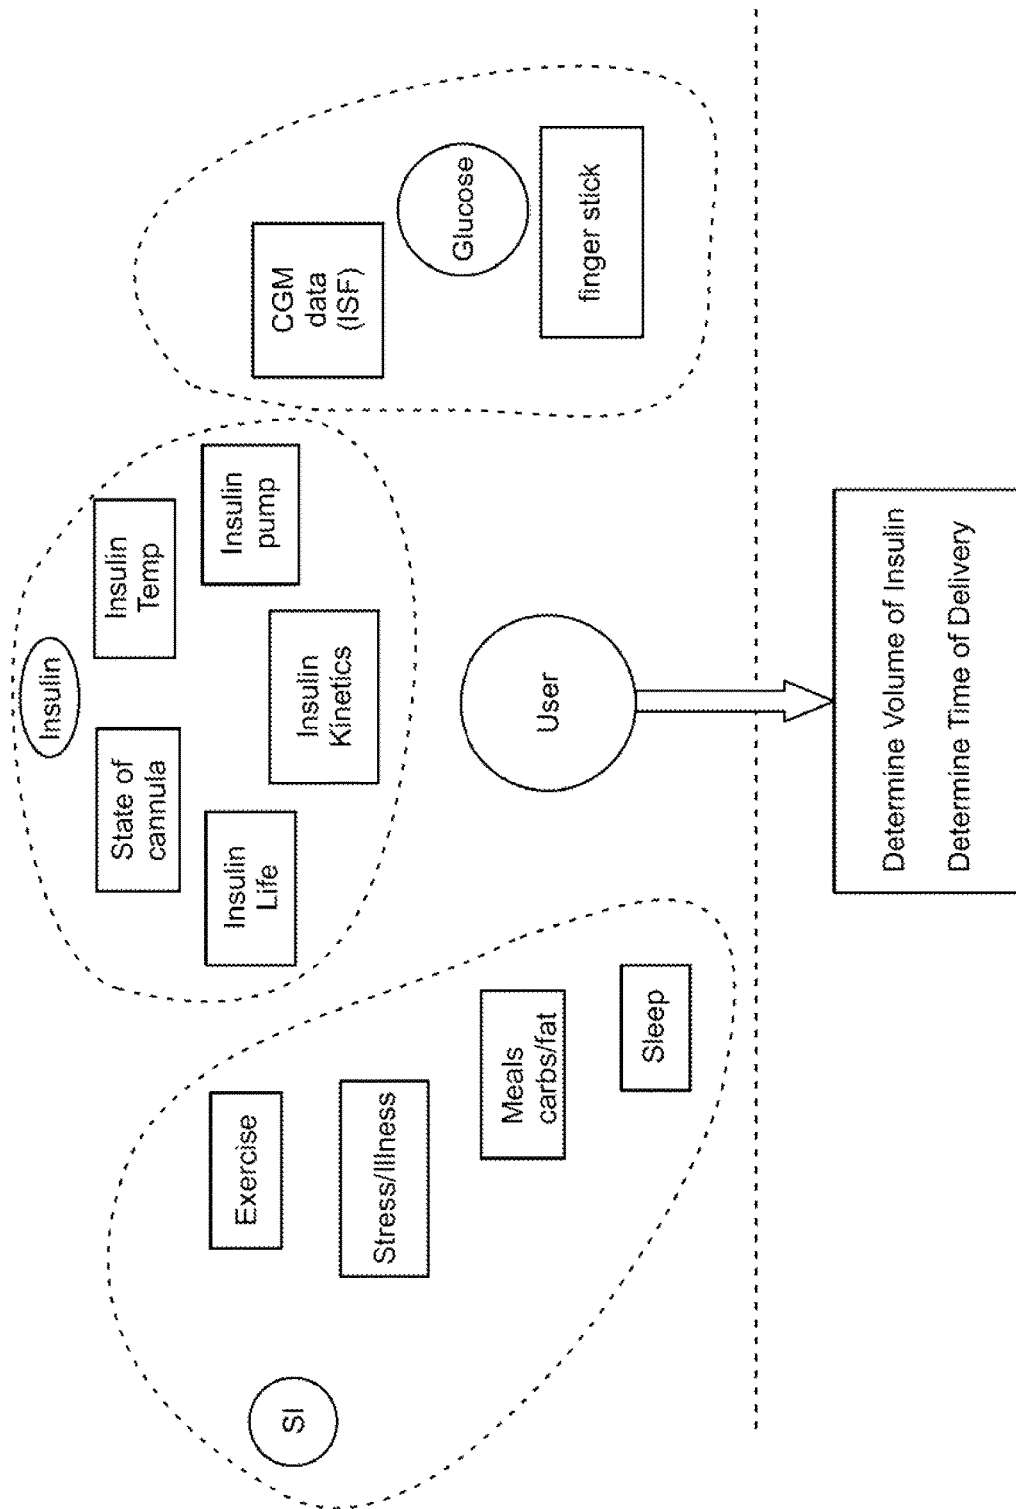 Insulin
State of
cannula
Insulin
Temp
Insulin
Life
Insulin
pump
Insulin
Kinetics
SI
Exercise
Stress/Illness
Meals
carbs/fat
Sleep
CGM
data
(ISF)
Glucose
finger stick
User
Determine Volume of Insulin
Determine Time of Delivery